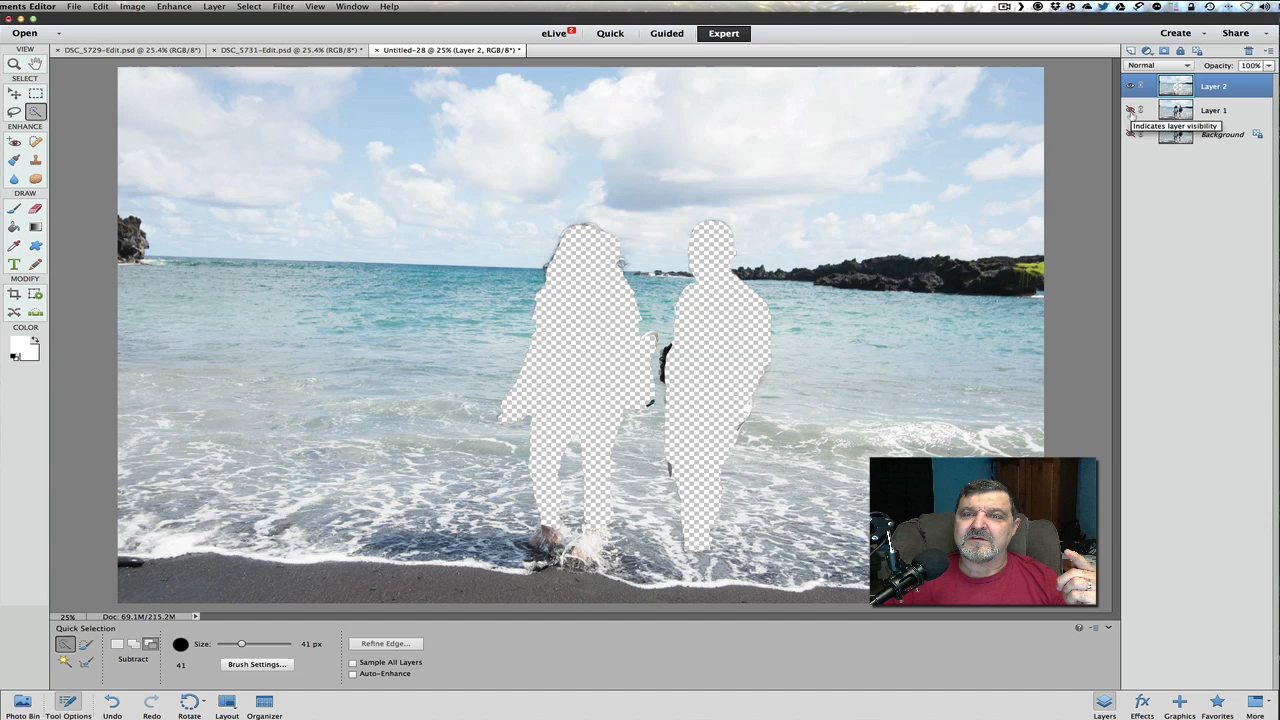 ments Editor File Edit Image Enhance Layer Select Filter View Window Help
Open eLive 2 Quick Guided Expert Create Share
VIEW
× DSC_5729-Edit.psd @ 25.4% (RGB/8*) × DSC_5731-Edit.psd @ 25.4% (RGB/8*) * × Untitled-28 @ 25% (Layer 2, RGB/8*) *
Normal Opacity: 100%
SELECT
Layer 2
Layer 1
Indicates layer visibility
Background
ENHANCE
DRAW
T
MODIFY
COLOR
25% Doc: 69.1M/215.2M
Quick Selection
Subtract
Size: 41 px
41
Brush Settings...
Refine Edge...
Sample All Layers
Auto-Enhance
Photo Bin Tool Options Undo Redo Rotate Layout Organizer Layers Effects Graphics Favorites More